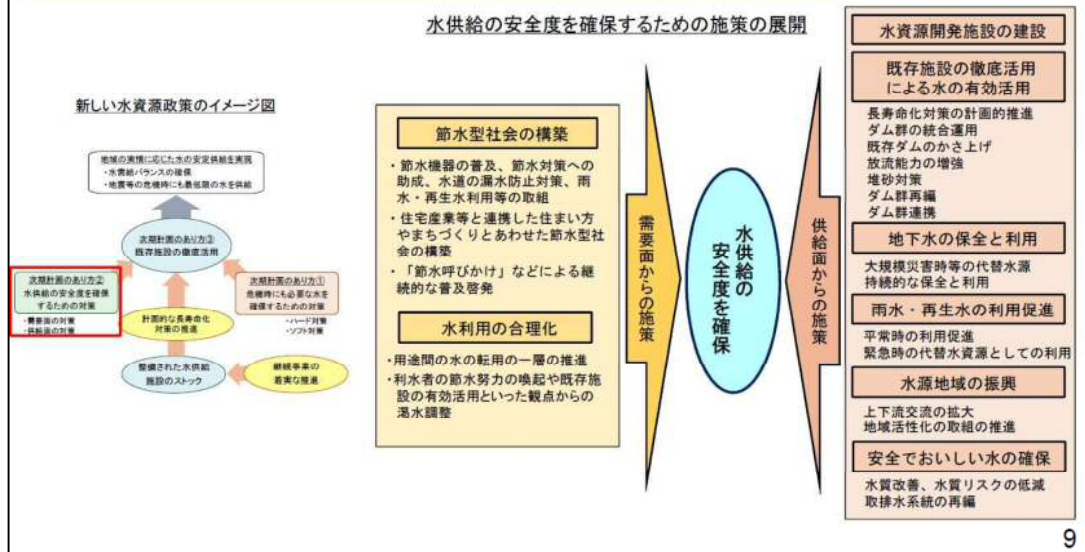 水供給の安全度を確保するための施策の展開
新しい水資源政策のイメージ図
地域の実情に応じた水の安定供給を実現
・水需給バランスの確保
・地震等の危機時にも最低限の水を供給
次期計画のあり方③
既存施設の徹底活用
次期計画のあり方②
水供給の安全度を確保
するための対策
・需要面の対策
・供給面の対策
次期計画のあり方①
危機時にも必要な水を
確保するための対策
・ハード対策
・ソフト対策
計画的な長寿命化
対策の推進
整備された水供給
施設のストック
継続事業の
着実な推進
節水型社会の構築
・節水機器の普及、節水対策への
助成、水道の漏水防止対策、雨
水・再生水利用等の取組
・住宅産業等と連携した住まい方
やまちづくりとあわせた節水型社
会の構築
・「節水呼びかけ」などによる継
続的な普及啓発
水利用の合理化
・用途間の水の転用の一層の推進
・利水者の節水努力の喚起や既存施
設の有効活用といった観点からの
渇水調整
需要面からの施策
水供給の
安全度を確保
供給面からの施策
水資源開発施設の建設
既存施設の徹底活用
による水の有効活用
長寿命化対策の計画的推進
ダム群の統合運用
既存ダムのかさ上げ
放流能力の増強
堆砂対策
ダム群再編
ダム群連携
地下水の保全と利用
大規模災害時等の代替水源
持続的な保全と利用
雨水・再生水の利用促進
平常時の利用促進
緊急時の代替水資源としての利用
水源地域の振興
上下流交流の拡大
地域活性化の取組の推進
安全でおいしい水の確保
水質改善、水質リスクの低減
取排水系統の再編
9